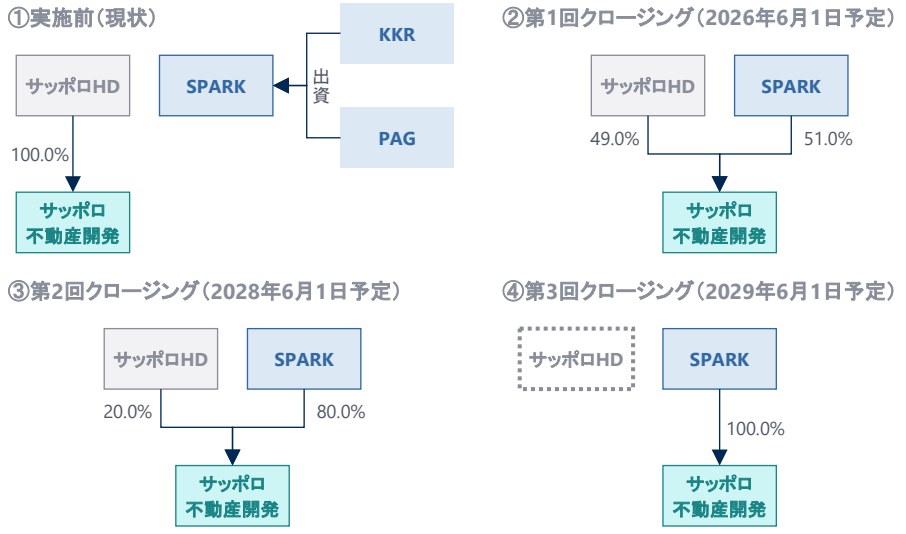 ①実施前（現状）
KKR
サッポロHD
SPARK
出資
PAG
100.0%
サッポロ
不動産開発
②第1回クロージング（2026年6月1日予定）
サッポロHD
SPARK
49.0%
51.0%
サッポロ
不動産開発
③第2回クロージング（2028年6月1日予定）
サッポロHD
SPARK
20.0%
80.0%
サッポロ
不動産開発
④第3回クロージング（2029年6月1日予定）
サッポロHD
SPARK
100.0%
サッポロ
不動産開発